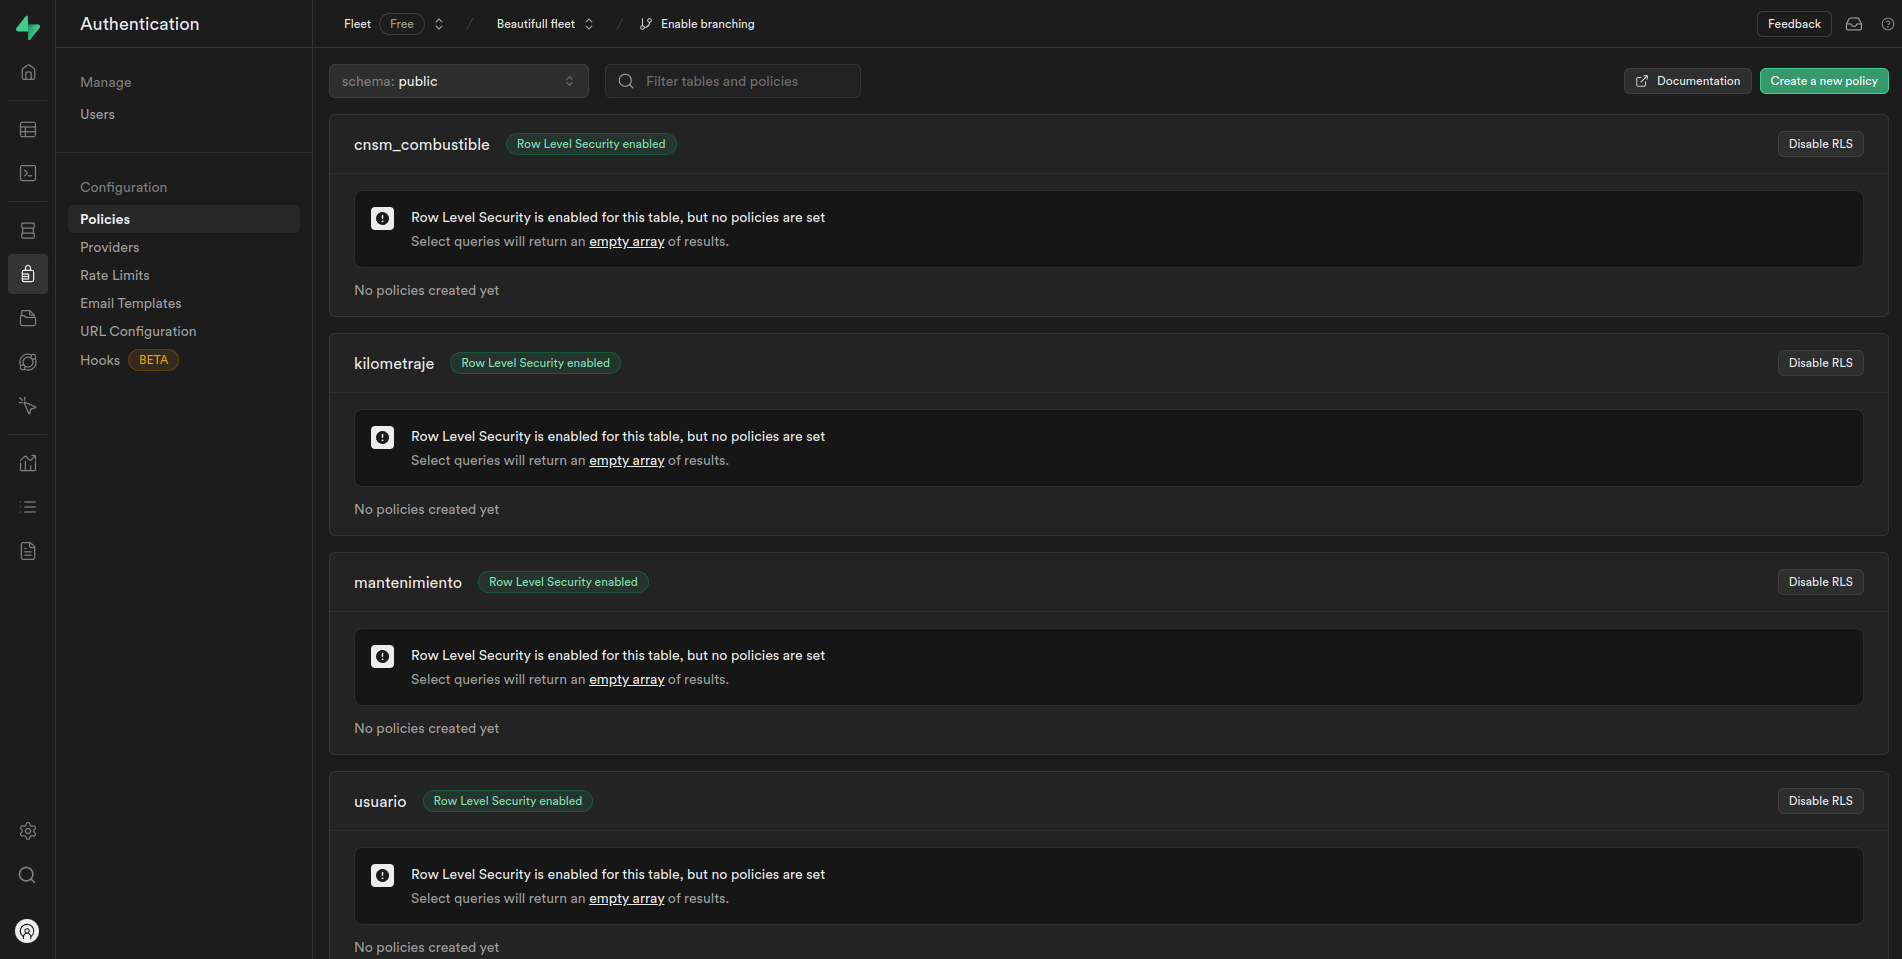 Authentication
Fleet Free / Beautifull fleet / Enable branching
Feedback
Manage
Users
Configuration
Policies
Providers
Rate Limits
Email Templates
URL Configuration
Hooks BETA
schema: public
Filter tables and policies
Documentation
Create a new policy
cnsm_combustible Row Level Security enabled Disable RLS
Row Level Security is enabled for this table, but no policies are set
Select queries will return an empty array of results.
No policies created yet
kilometraje Row Level Security enabled Disable RLS
Row Level Security is enabled for this table, but no policies are set
Select queries will return an empty array of results.
No policies created yet
mantenimiento Row Level Security enabled Disable RLS
Row Level Security is enabled for this table, but no policies are set
Select queries will return an empty array of results.
No policies created yet
usuario Row Level Security enabled Disable RLS
Row Level Security is enabled for this table, but no policies are set
Select queries will return an empty array of results.
No policies created yet